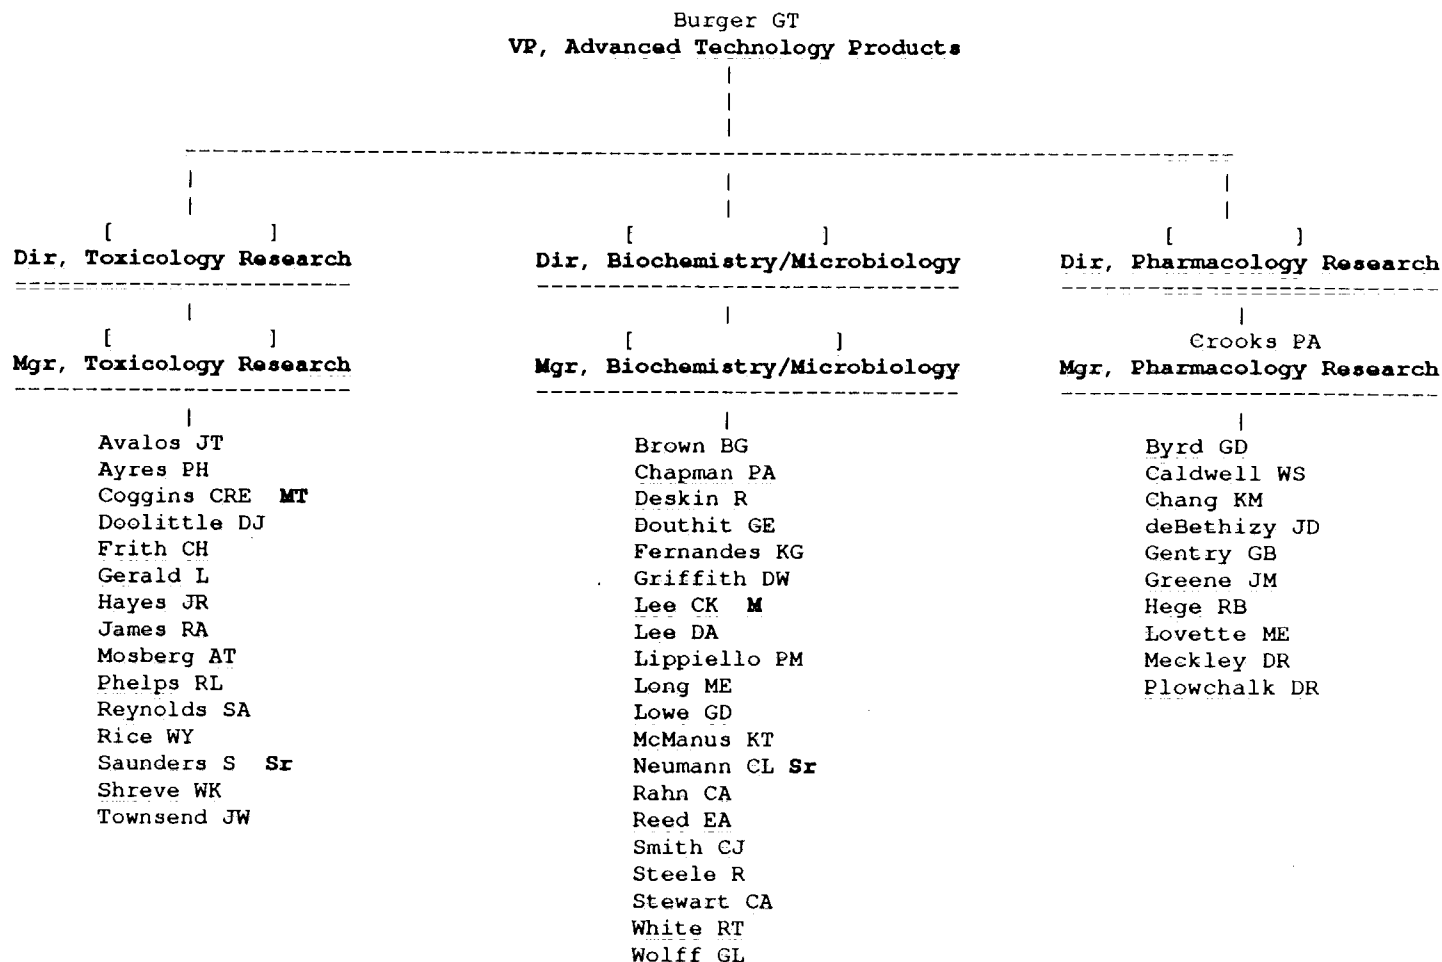 Burger GT
VP, Advanced Technology Products
[ ]
Dir, Toxicology Research
[ ]
Mgr, Toxicology Research
Avalos JT
Ayres PH
Coggins CRE MT
Doolittle DJ
Frith CH
Gerald L
Hayes JR
James RA
Mosberg AT
Phelps RL
Reynolds SA
Rice WY
Saunders S Sr
Shreve WK
Townsend JW
[ ]
Dir, Biochemistry/Microbiology
[ ]
Mgr, Biochemistry/Microbiology
Brown BG
Chapman PA
Deskin R
Douthit GE
Fernandes KG
Griffith DW
Lee CK M
Lee DA
Lippiello PM
Long ME
Lowe GD
McManus KT
Neumann CL Sr
Rahn CA
Reed EA
Smith CJ
Steele R
Stewart CA
White RT
Wolff GL
[ ]
Dir, Pharmacology Research
Crooks PA
Mgr, Pharmacology Research
Byrd GD
Caldwell WS
Chang KM
deBethizy JD
Gentry GB
Greene JM
Hege RB
Lovette ME
Meckley DR
Plowchalk DR